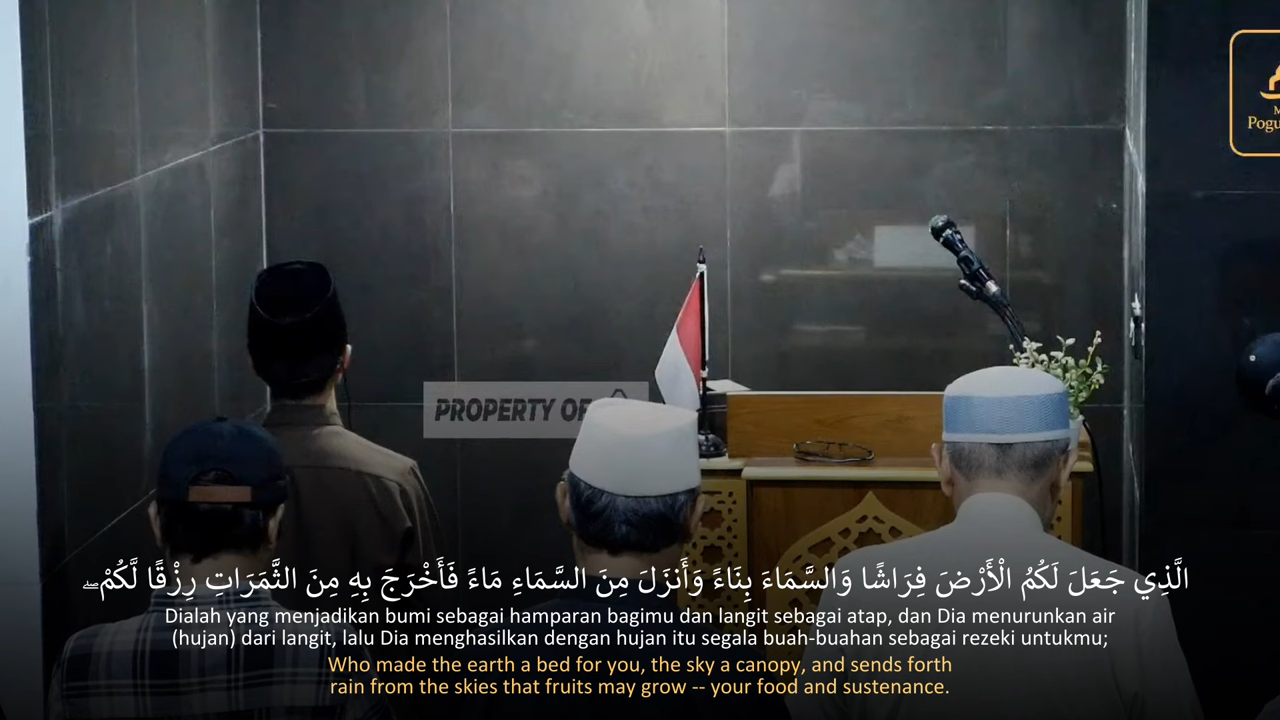 PROPERTY OF
الَّذِي جَعَلَ لَكُمُ الْأَرْضَ فِرَاشًا وَالسَّمَاءَ بِنَاءً وَأَنزَلَ مِنَ السَّمَاءِ مَاءً فَأَخْرَجَ بِهِ مِنَ الثَّمَرَاتِ رِزْقًا لَّكُمْ ۖ
Dialah yang menjadikan bumi sebagai hamparan bagimu dan langit sebagai atap, dan Dia menurunkan air
(hujan) dari langit, lalu Dia menghasilkan dengan hujan itu segala buah-buahan sebagai rezeki untukmu;
Who made the earth a bed for you, the sky a canopy, and sends forth
rain from the skies that fruits may grow -- your food and sustenance.